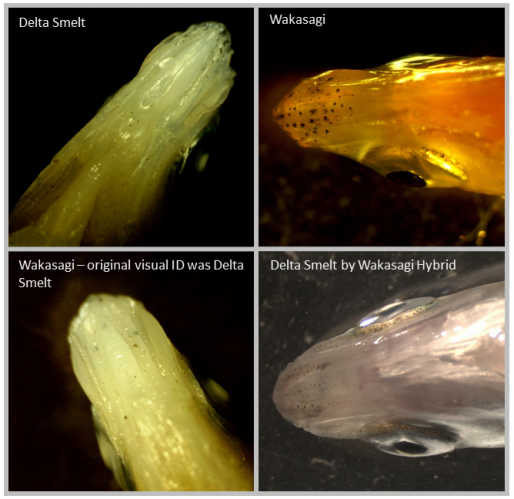 Delta Smelt
Wakasagi
Wakasagi – original visual ID was Delta
Smelt
Delta Smelt by Wakasagi Hybrid